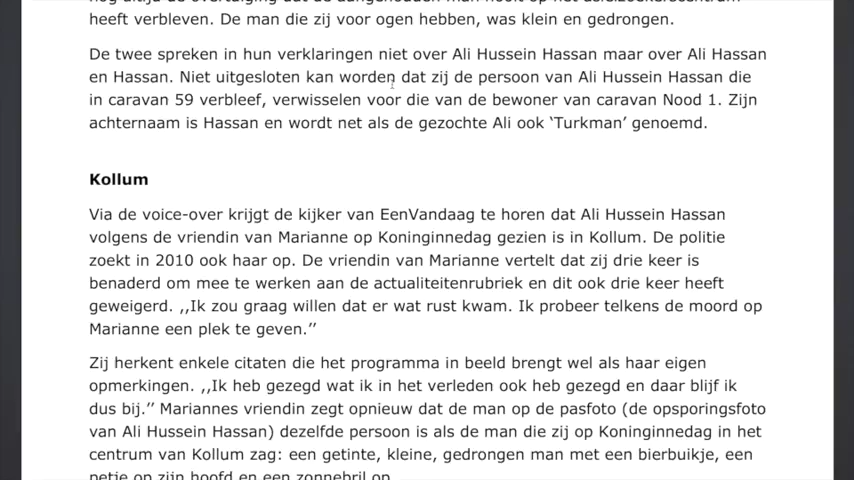 heeft verbleven. De man die zij voor ogen hebben, was klein en gedrongen.
De twee spreken in hun verklaringen niet over Ali Hussein Hassan maar over Ali Hassan
en Hassan. Niet uitgesloten kan worden dat zij de persoon van Ali Hussein Hassan die
in caravan 59 verbleef, verwisselen voor die van de bewoner van caravan Nood 1. Zijn
achternaam is Hassan en wordt net als de gezochte Ali ook ‘Turkman’ genoemd.
Kollum
Via de voice-over krijgt de kijker van EenVandaag te horen dat Ali Hussein Hassan
volgens de vriendin van Marianne op Koninginnedag gezien is in Kollum. De politie
zoekt in 2010 ook haar op. De vriendin van Marianne vertelt dat zij drie keer is
benaderd om mee te werken aan de actualiteitenrubriek en dit ook drie keer heeft
geweigerd. ,,Ik zou graag willen dat er wat rust kwam. Ik probeer telkens de moord op
Marianne een plek te geven.’’
Zij herkent enkele citaten die het programma in beeld brengt wel als haar eigen
opmerkingen. ,,Ik heb gezegd wat ik in het verleden ook heb gezegd en daar blijf ik
dus bij.’’ Mariannes vriendin zegt opnieuw dat de man op de pasfoto (de opsporingsfoto
van Ali Hussein Hassan) dezelfde persoon is als de man die zij op Koninginnedag in het
centrum van Kollum zag: een getinte, kleine, gedrongen man met een bierbuikje, een
petje op zijn hoofd en een zonnebril op.